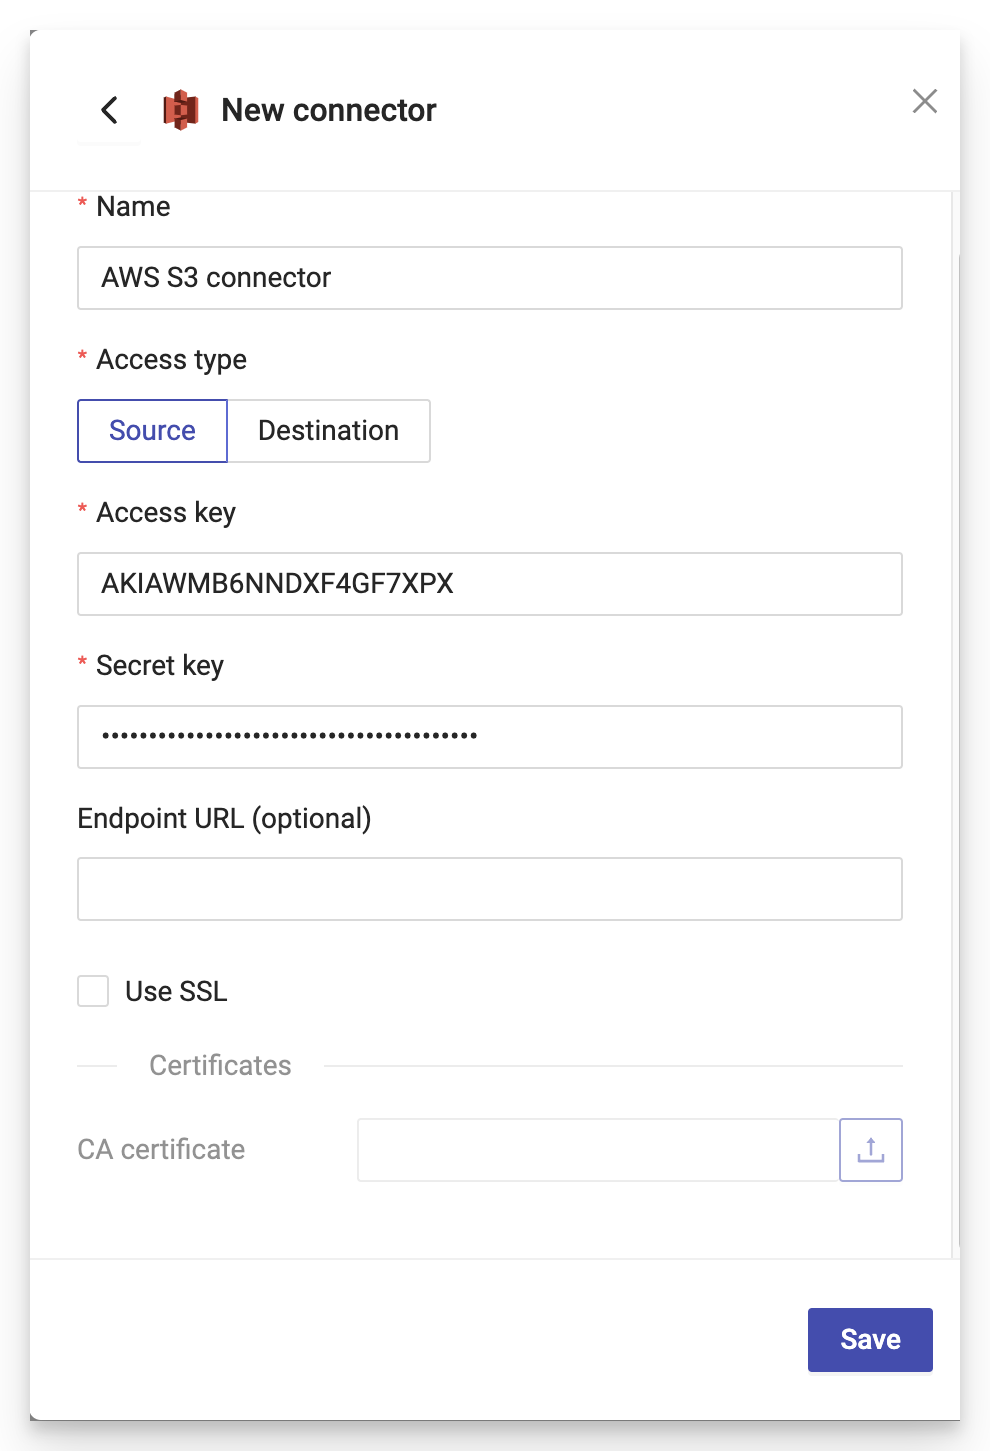 New connector
* Name
AWS S3 connector
* Access type
Source Destination
* Access key
AKIAWMB6NNDXF4GF7XPX
* Secret key
••••••••••••••••••••••••••••••••••••••••
Endpoint URL (optional)
Use SSL
Certificates
CA certificate
Save